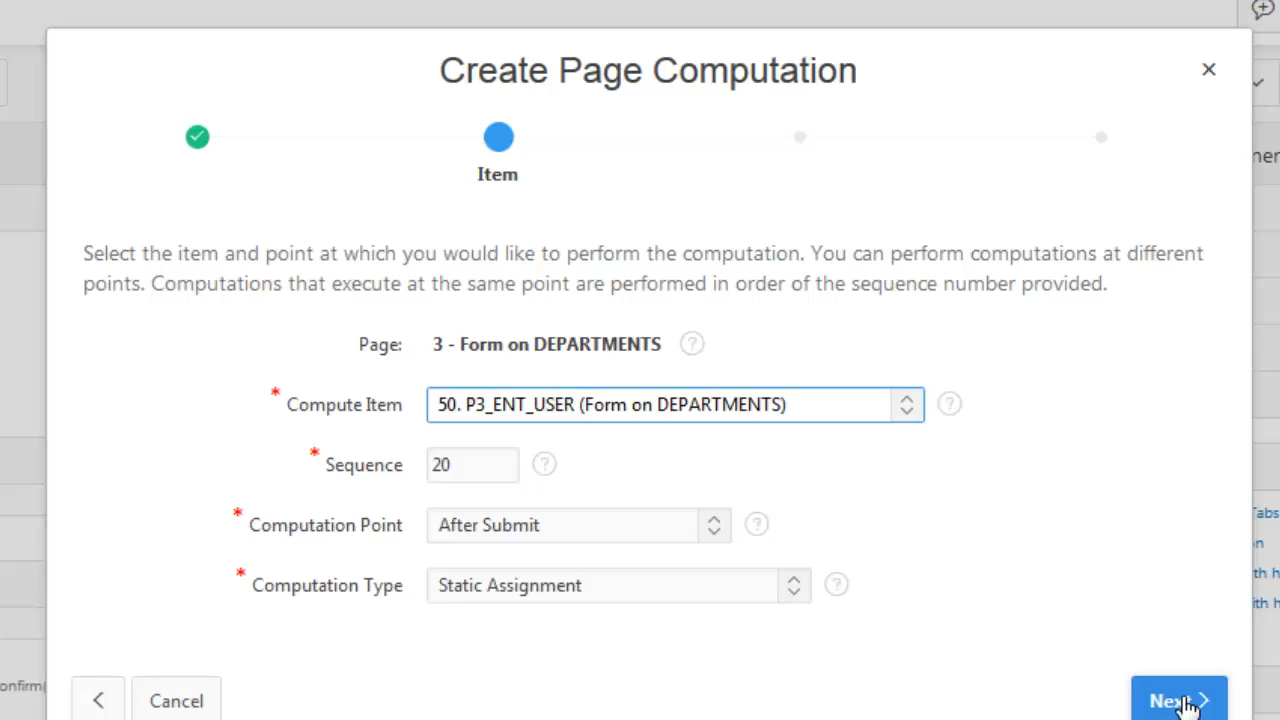 Create Page Computation
Item
Select the item and point at which you would like to perform the computation. You can perform computations at different
points. Computations that execute at the same point are performed in order of the sequence number provided.
Page: 3 - Form on DEPARTMENTS ?
* Compute Item 50. P3_ENT_USER (Form on DEPARTMENTS) ?
* Sequence 20 ?
* Computation Point After Submit ?
* Computation Type Static Assignment ?
Cancel
Next